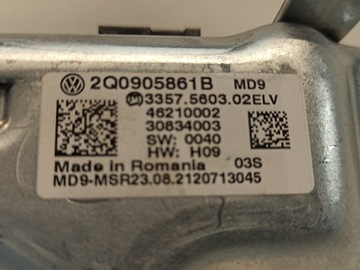 2Q0905861B MD9
3357.5603.02ELV
46210002
30834003
SW: 0040
HW: H09
Made in Romania 03S
MD9-MSR23.08.2120713045